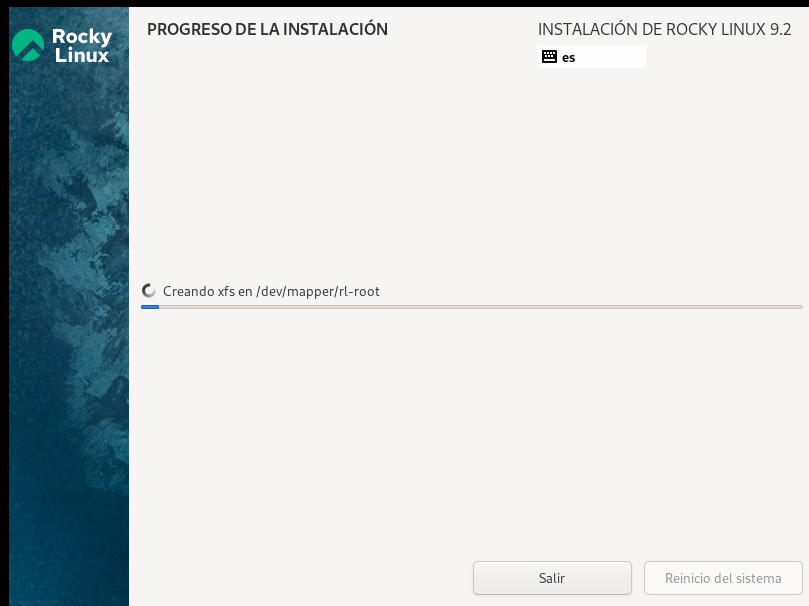 Rocky
Linux
PROGRESO DE LA INSTALACIÓN
INSTALACIÓN DE ROCKY LINUX 9.2
es
Creando xfs en /dev/mapper/rl-root
Salir
Reinicio del sistema